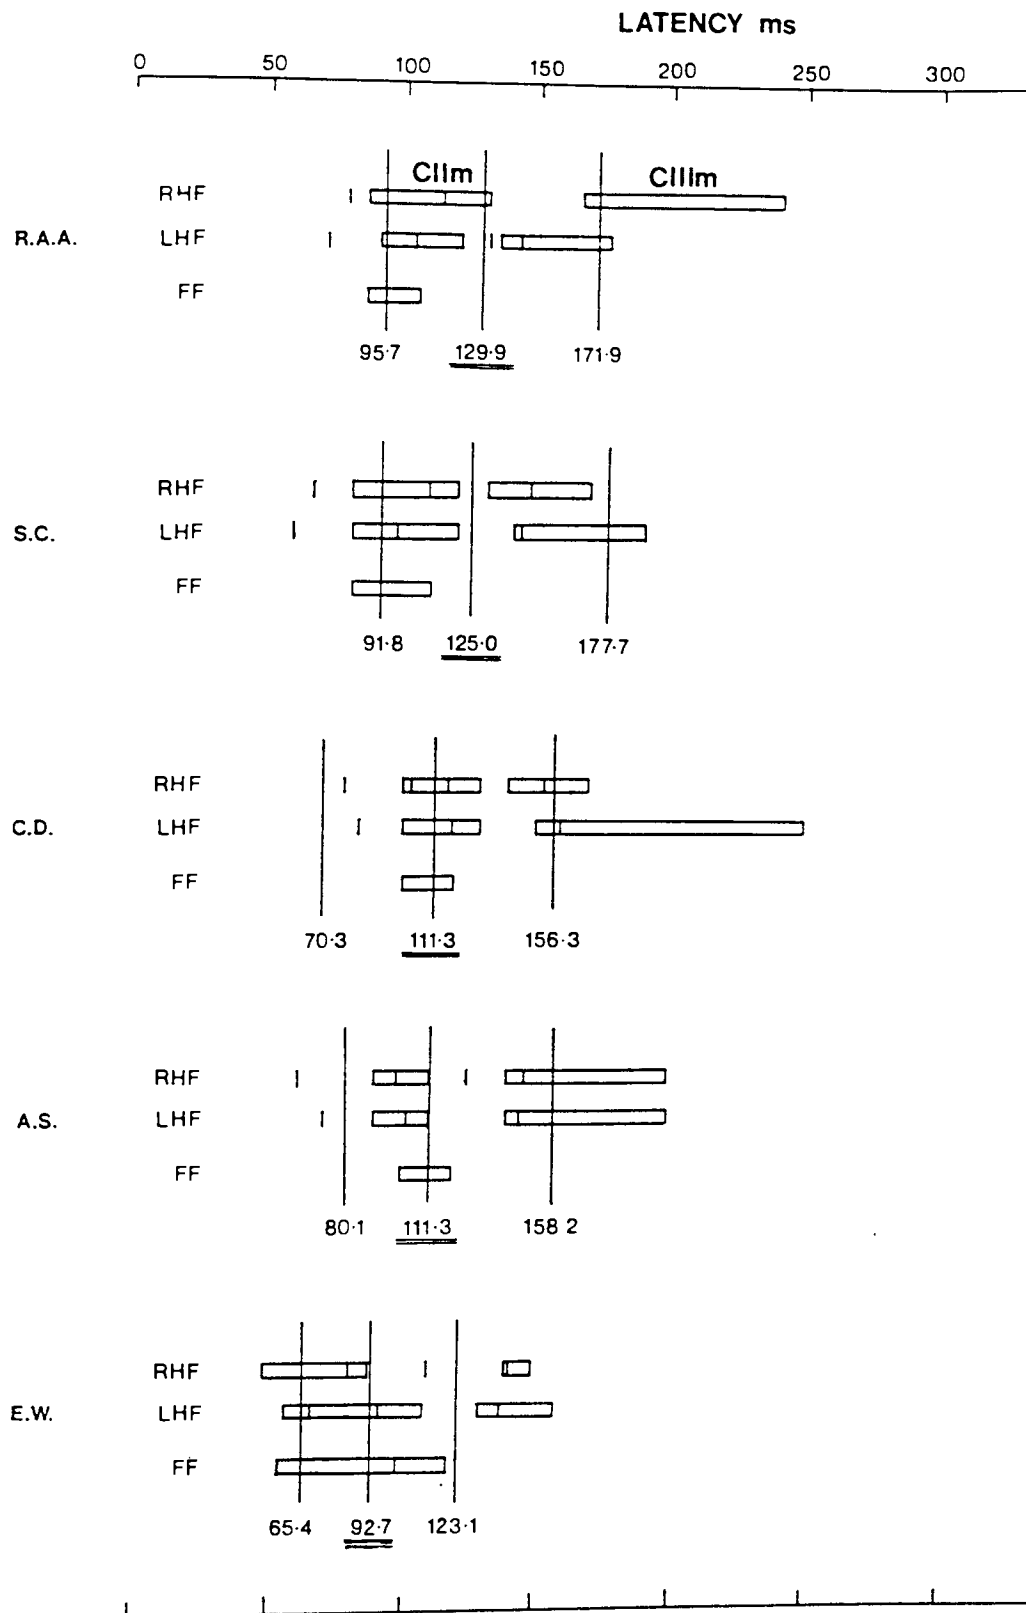 LATENCY ms
0 50 100 150 200 250 300
CIIm CIIIm
RHF
R.A.A. LHF
FF
95·7 129·9 171·9
RHF
S.C. LHF
FF
91·8 125·0 177·7
RHF
C.D. LHF
FF
70·3 111·3 156·3
RHF
A.S. LHF
FF
80·1 111·3 158 2
RHF
E.W. LHF
FF
65·4 92·7 123·1